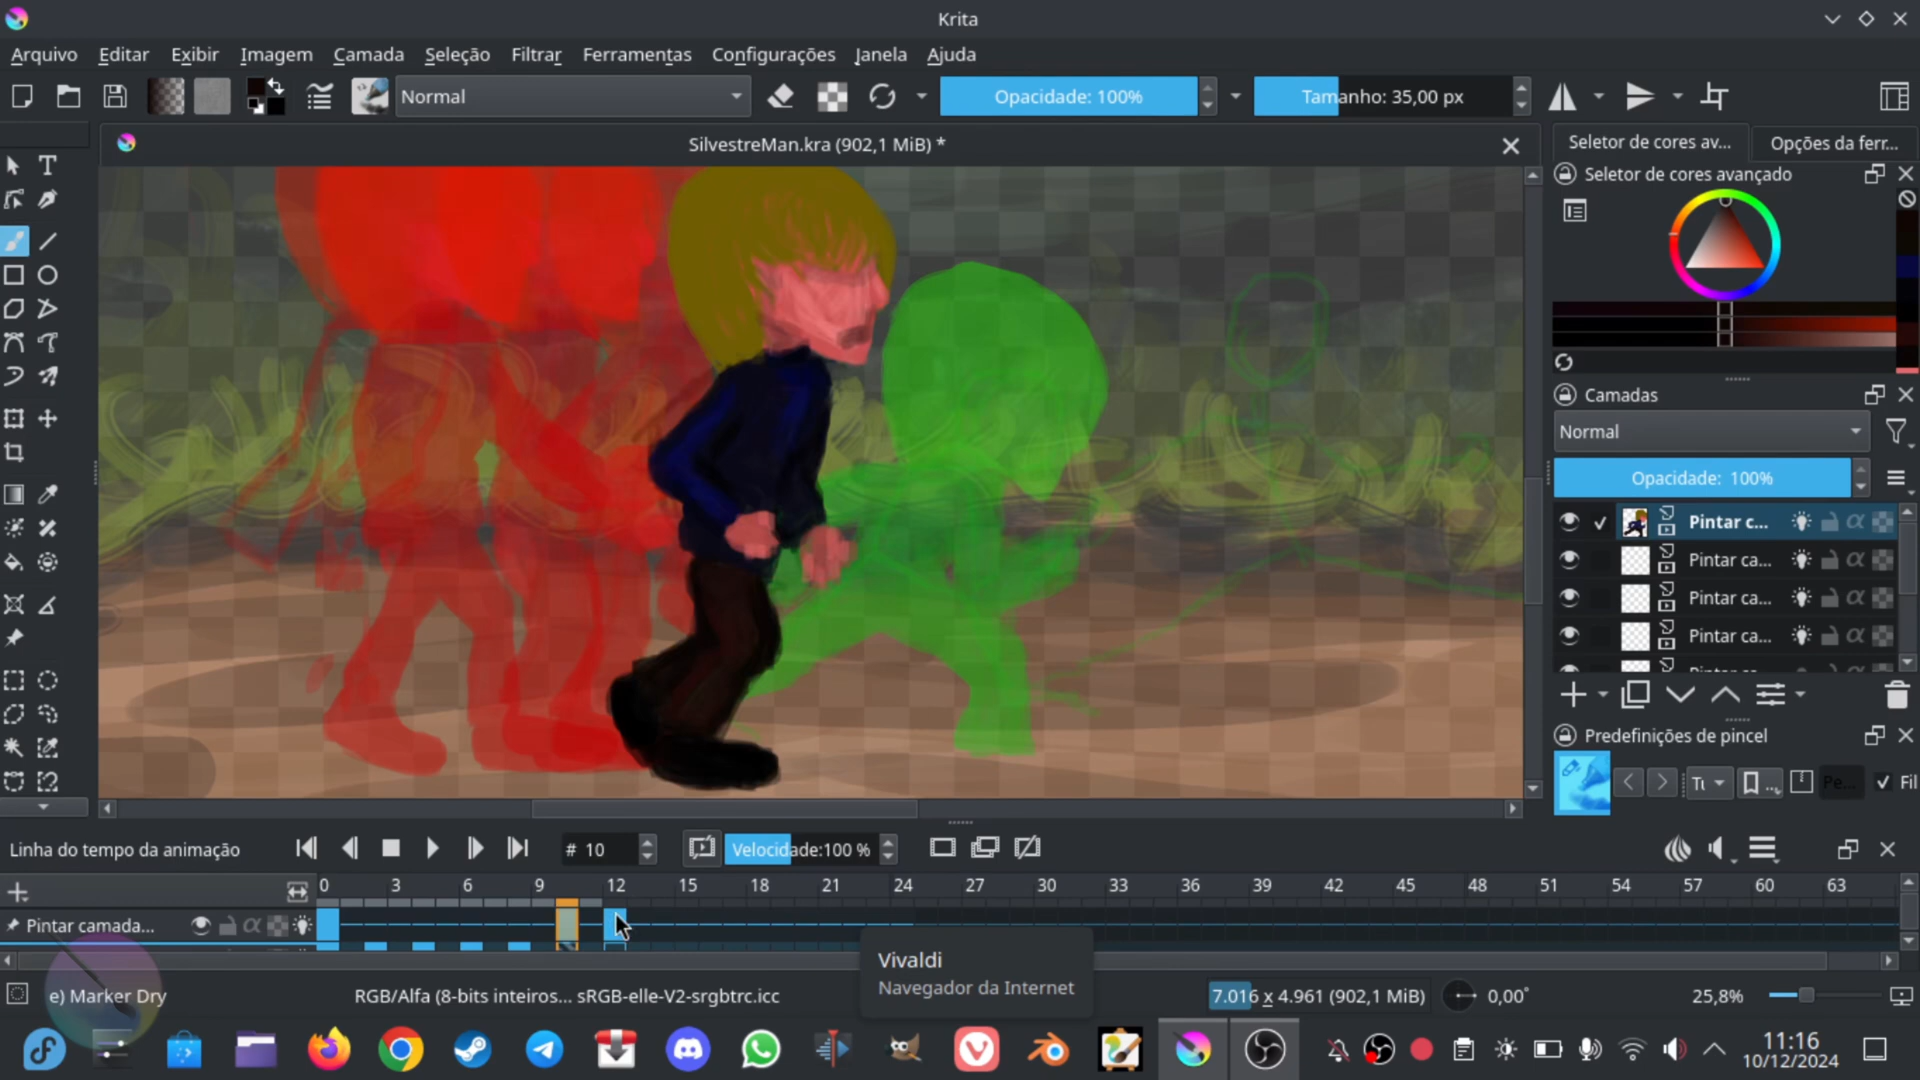 Krita
Arquivo Editar Exibir Imagem Camada Seleção Filtrar Ferramentas Configurações Janela Ajuda
Normal
Opacidade: 100%
Tamanho: 35,00 px
SilvestreMan.kra (902,1 MiB) *
Seletor de cores av...
Opções da ferr...
Seletor de cores avançado
Camadas
Normal
Opacidade: 100%
Pintar c...
Pintar ca...
Pintar ca...
Pintar ca...
Predefinições de pincel
Fil
Linha do tempo da animação
# 10
Velocidade:100 %
0 3 6 9 12 15 18 21 24 27 30 33 36 39 42 45 48 51 54 57 60 63
Pintar camada...
Vivaldi
Navegador da Internet
e) Marker Dry
RGB/Alfa (8-bits inteiros... sRGB-elle-V2-srgbtrc.icc
7.016 x 4.961 (902,1 MiB)
0,00°
25,8%
11:16
10/12/2024